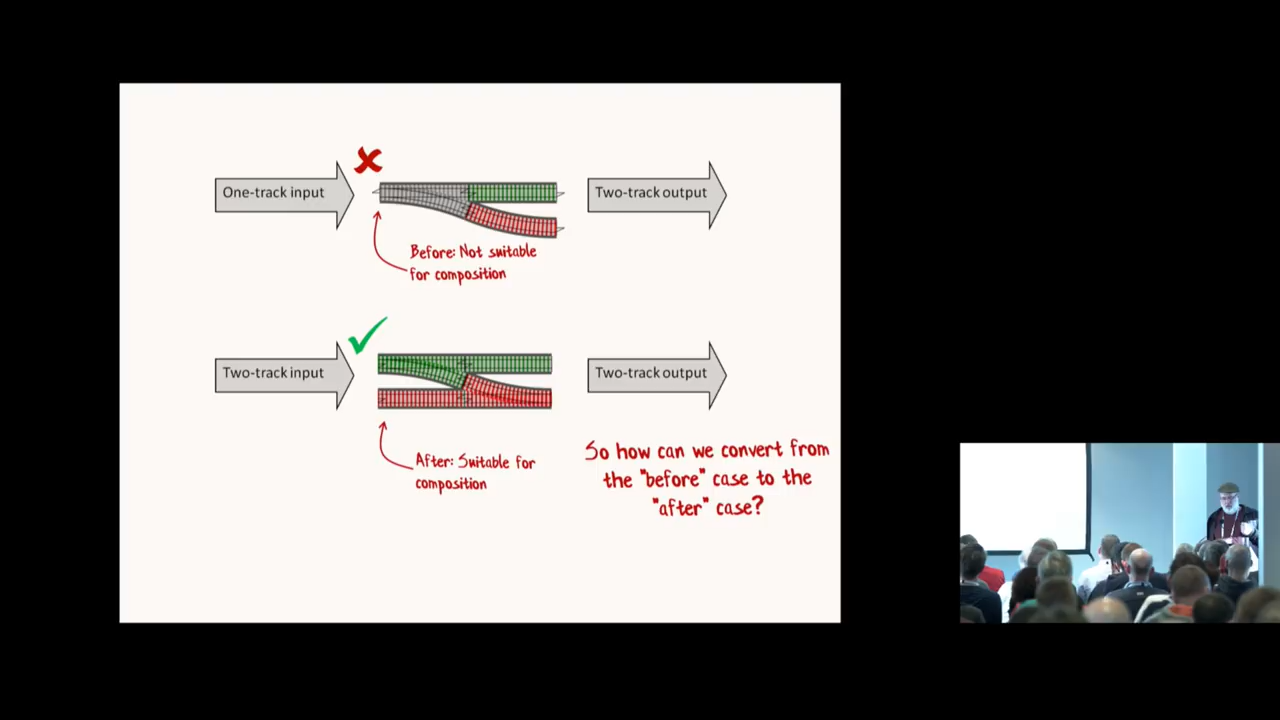 One-track input
Two-track output
Before: Not suitable
for composition
Two-track input
Two-track output
After: Suitable for
composition
So how can we convert from
the "before" case to the
"after" case?